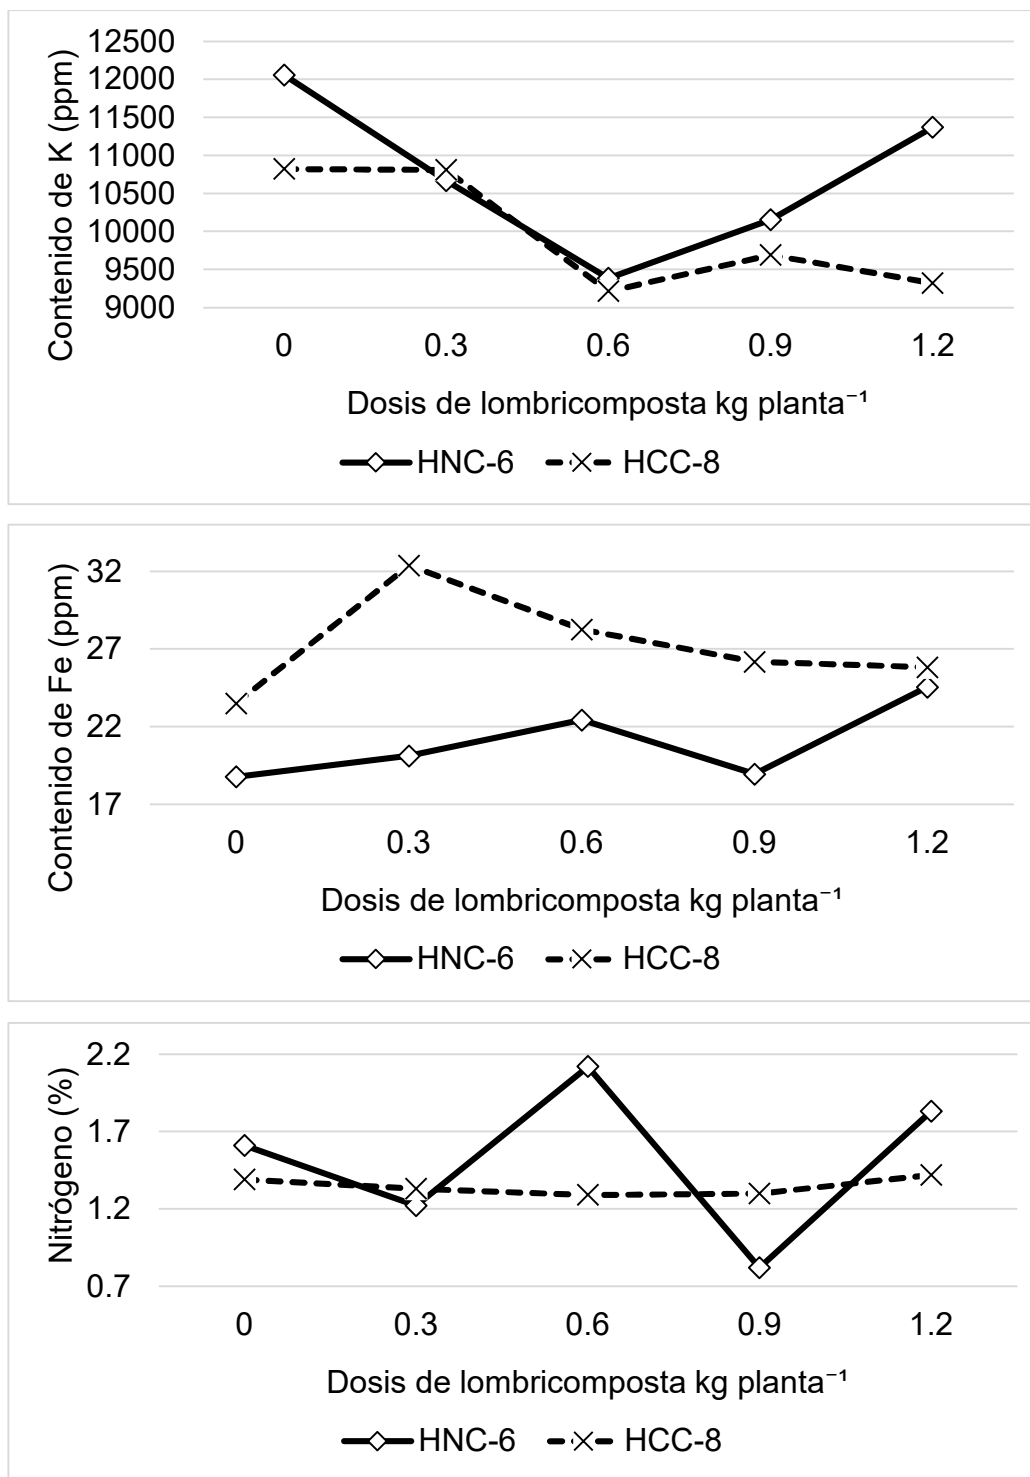 Contenido de K (ppm)
12500
12000
11500
11000
10500
10000
9500
9000
0 0.3 0.6 0.9 1.2
Dosis de lombricomposta kg planta⁻¹
HNC-6 HCC-8
Contenido de Fe (ppm)
32
27
22
17
0 0.3 0.6 0.9 1.2
Dosis de lombricomposta kg planta⁻¹
HNC-6 HCC-8
Nitrógeno (%)
2.2
1.7
1.2
0.7
0 0.3 0.6 0.9 1.2
Dosis de lombricomposta kg planta⁻¹
HNC-6 HCC-8